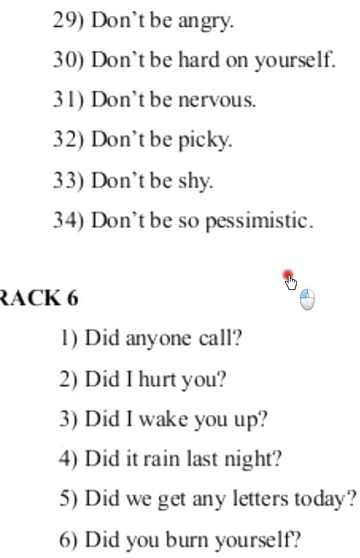 29) Don't be angry.
30) Don't be hard on yourself.
31) Don't be nervous.
32) Don't be picky.
33) Don't be shy.
34) Don't be so pessimistic.
RACK 6
1) Did anyone call?
2) Did I hurt you?
3) Did I wake you up?
4) Did it rain last night?
5) Did we get any letters today?
6) Did you burn yourself?